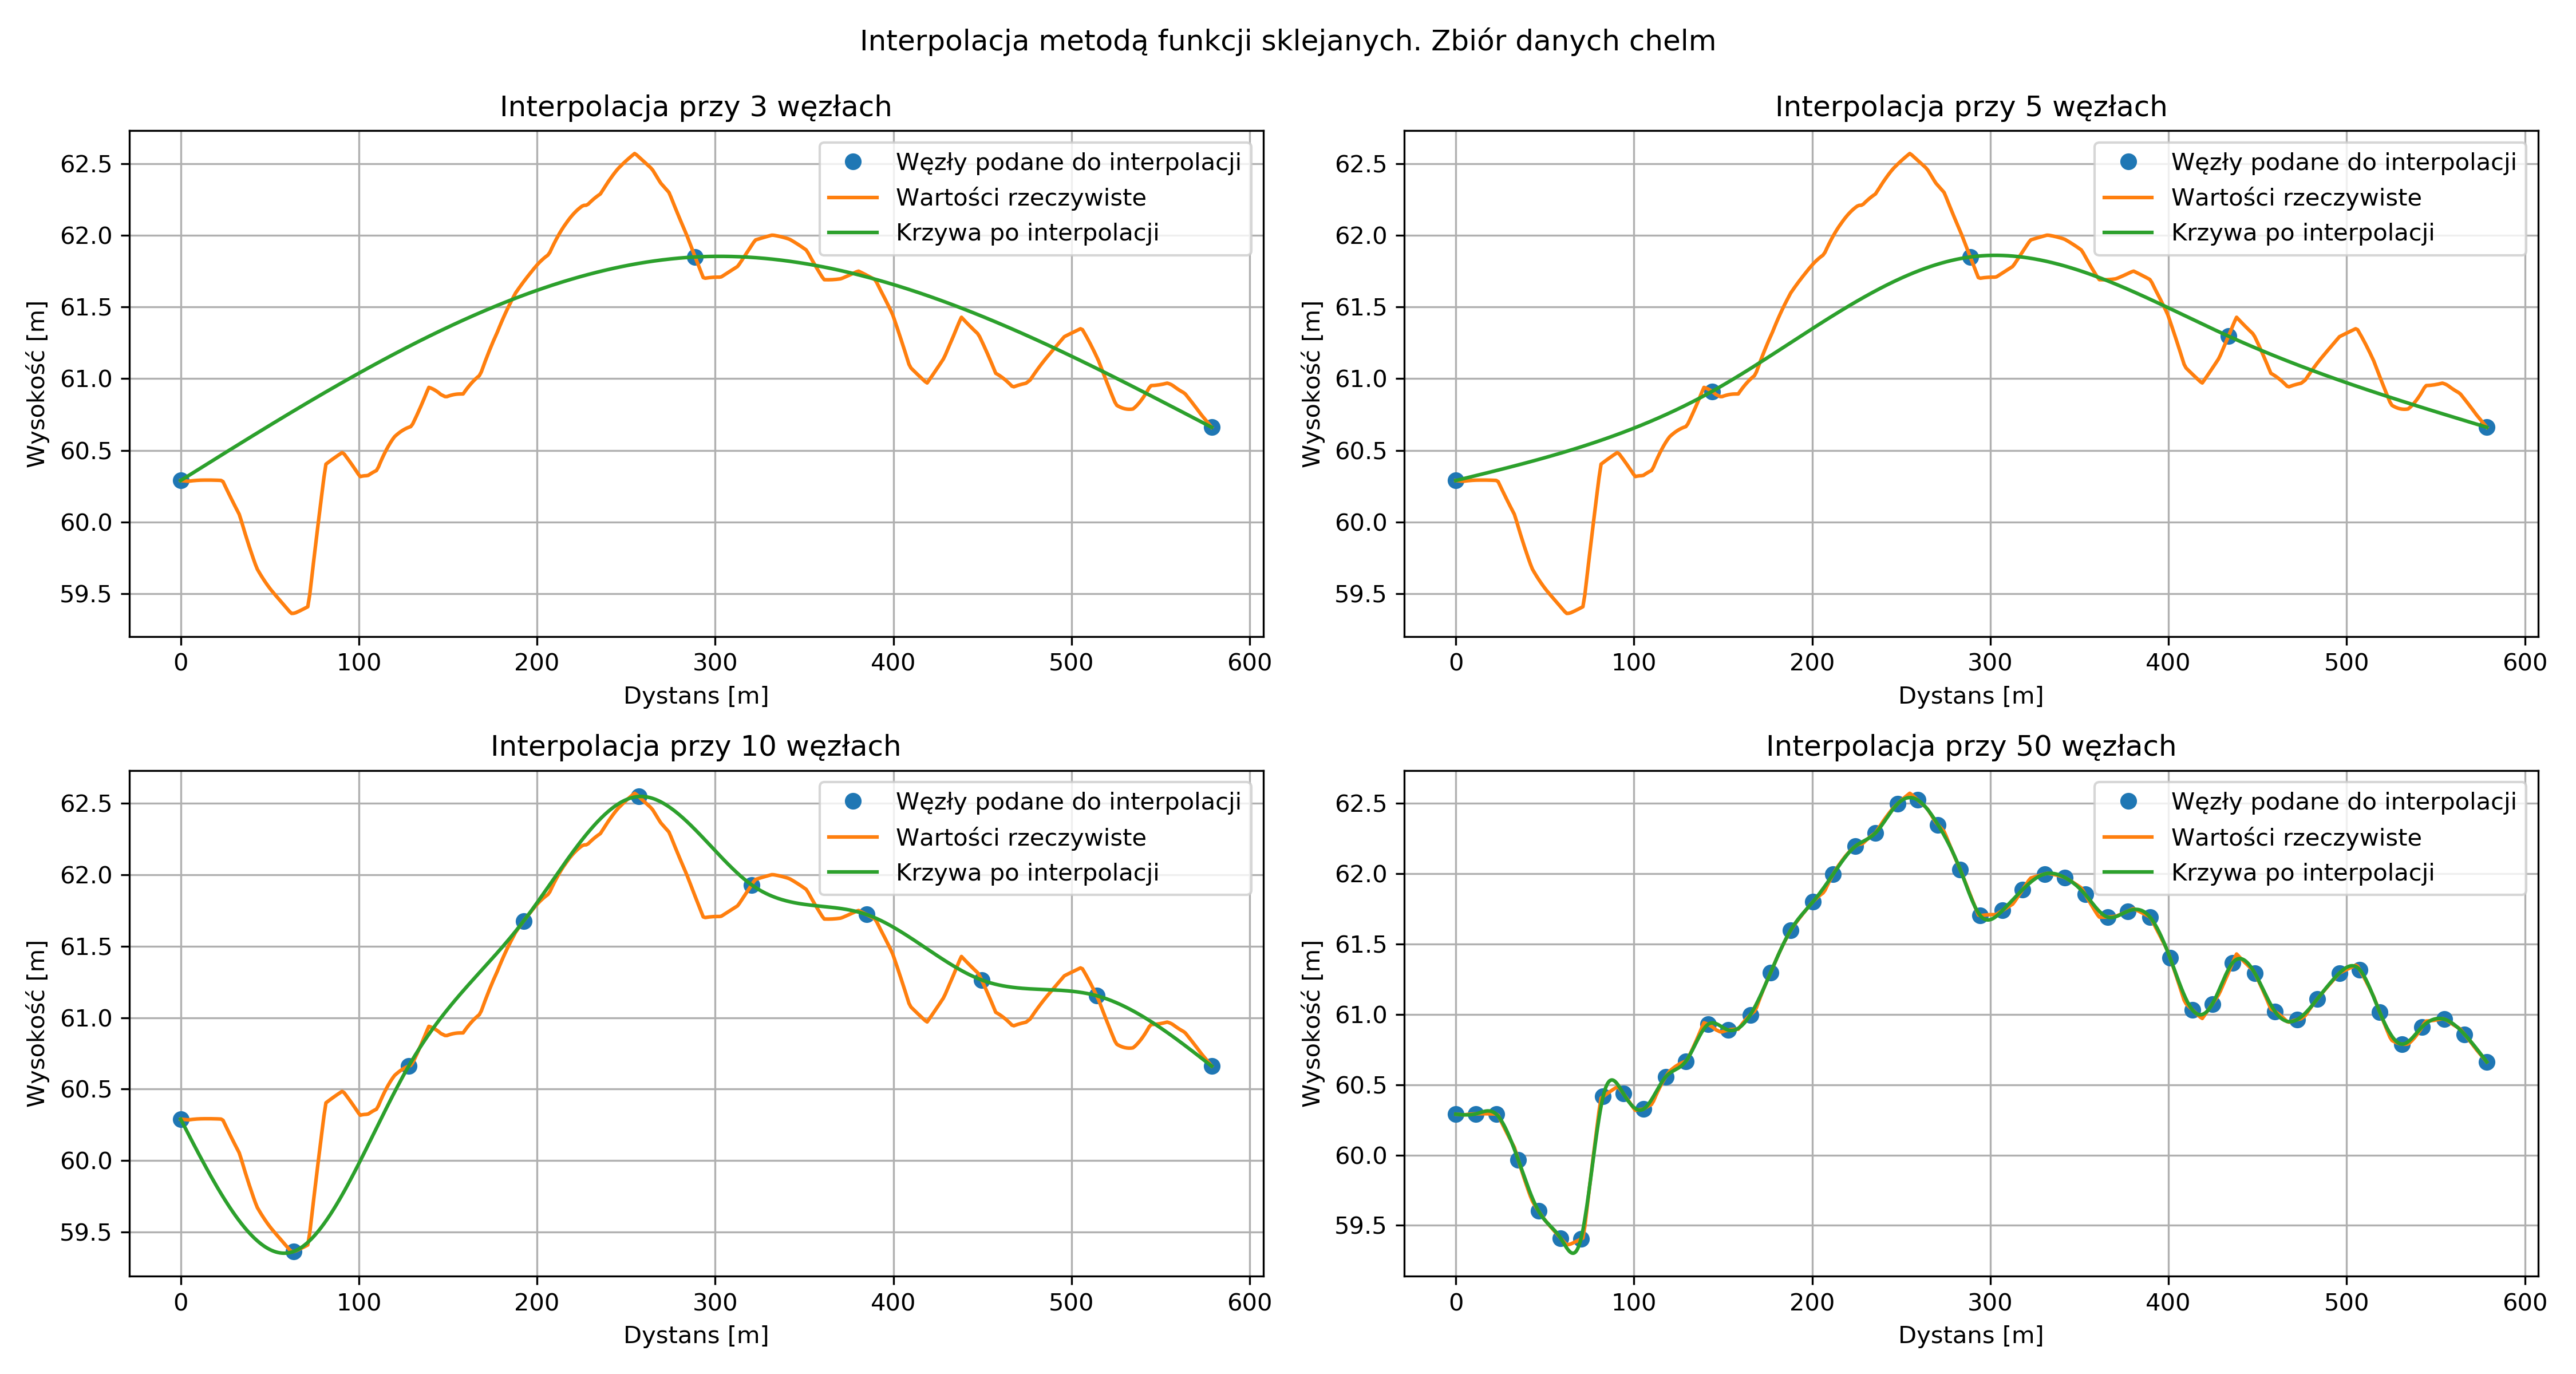 Interpolacja metodą funkcji sklejanych. Zbiór danych chelm
Interpolacja przy 3 węzłach
Węzły podane do interpolacji
Wartości rzeczywiste
Krzywa po interpolacji
Wysokość [m]
62.5
62.0
61.5
61.0
60.5
60.0
59.5
0 100 200 300 400 500 600
Dystans [m]
Interpolacja przy 5 węzłach
Węzły podane do interpolacji
Wartości rzeczywiste
Krzywa po interpolacji
Wysokość [m]
62.5
62.0
61.5
61.0
60.5
60.0
59.5
0 100 200 300 400 500 600
Dystans [m]
Interpolacja przy 10 węzłach
Węzły podane do interpolacji
Wartości rzeczywiste
Krzywa po interpolacji
Wysokość [m]
62.5
62.0
61.5
61.0
60.5
60.0
59.5
0 100 200 300 400 500 600
Dystans [m]
Interpolacja przy 50 węzłach
Węzły podane do interpolacji
Wartości rzeczywiste
Krzywa po interpolacji
Wysokość [m]
62.5
62.0
61.5
61.0
60.5
60.0
59.5
0 100 200 300 400 500 600
Dystans [m]